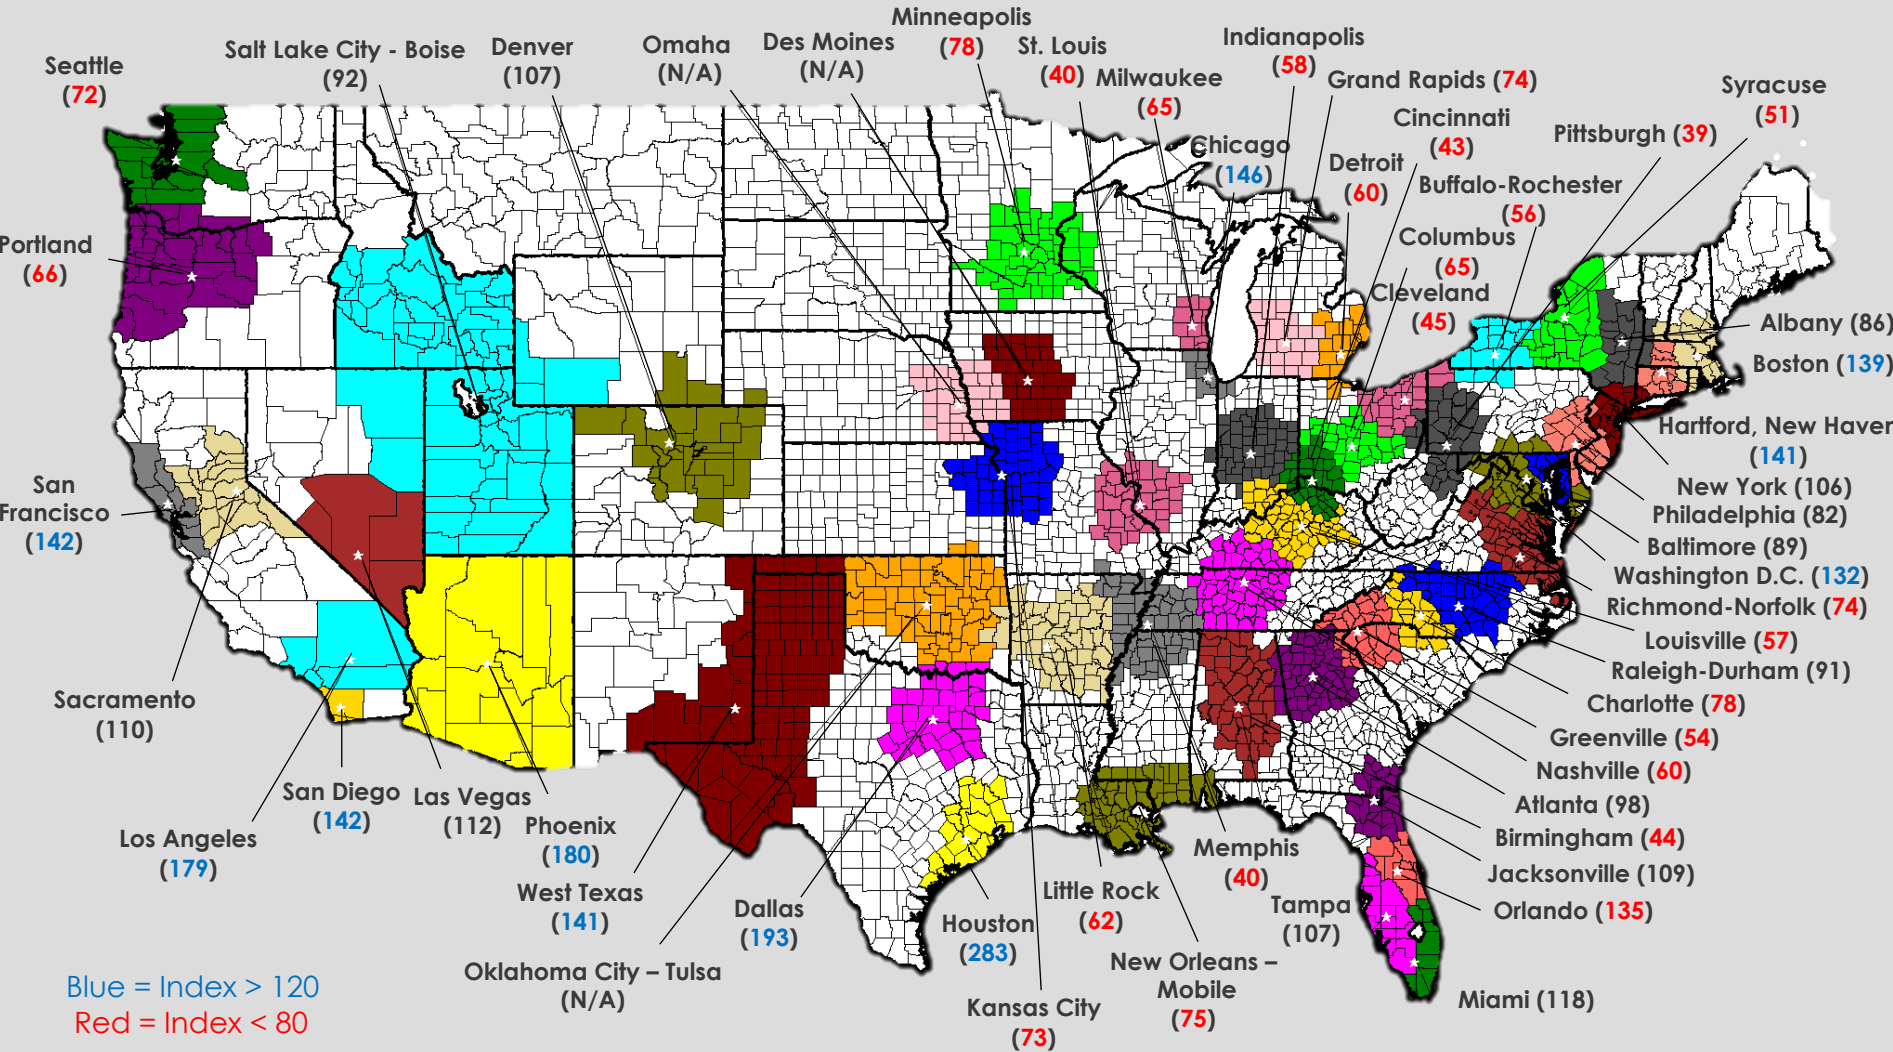 Minneapolis
(78)
Seattle
(72)
Salt Lake City - Boise
(92)
Denver
(107)
Omaha
(N/A)
Des Moines
(N/A)
St. Louis
(40)
Milwaukee
(65)
Indianapolis
(58)
Grand Rapids (74)
Syracuse
(51)
Cincinnati
(43)
Pittsburgh (39)
Chicago
(146)
Detroit
(60)
Buffalo-Rochester
(56)
Columbus
(65)
Cleveland
(45)
Portland
(66)
Albany (86)
Boston (139)
Hartford, New Haven
(141)
New York (106)
Philadelphia (82)
Baltimore (89)
Washington D.C. (132)
Richmond-Norfolk (74)
Louisville (57)
Raleigh-Durham (91)
Charlotte (78)
Greenville (54)
Nashville (60)
Atlanta (98)
Birmingham (44)
Jacksonville (109)
Orlando (135)
Miami (118)
San
Francisco
(142)
Sacramento
(110)
San Diego
(142)
Los Angeles
(179)
Las Vegas
(112)
Phoenix
(180)
West Texas
(141)
Oklahoma City – Tulsa
(N/A)
Dallas
(193)
Houston
(283)
Kansas City
(73)
Little Rock
(62)
New Orleans –
Mobile
(75)
Memphis
(40)
Tampa
(107)
Blue = Index > 120
Red = Index < 80